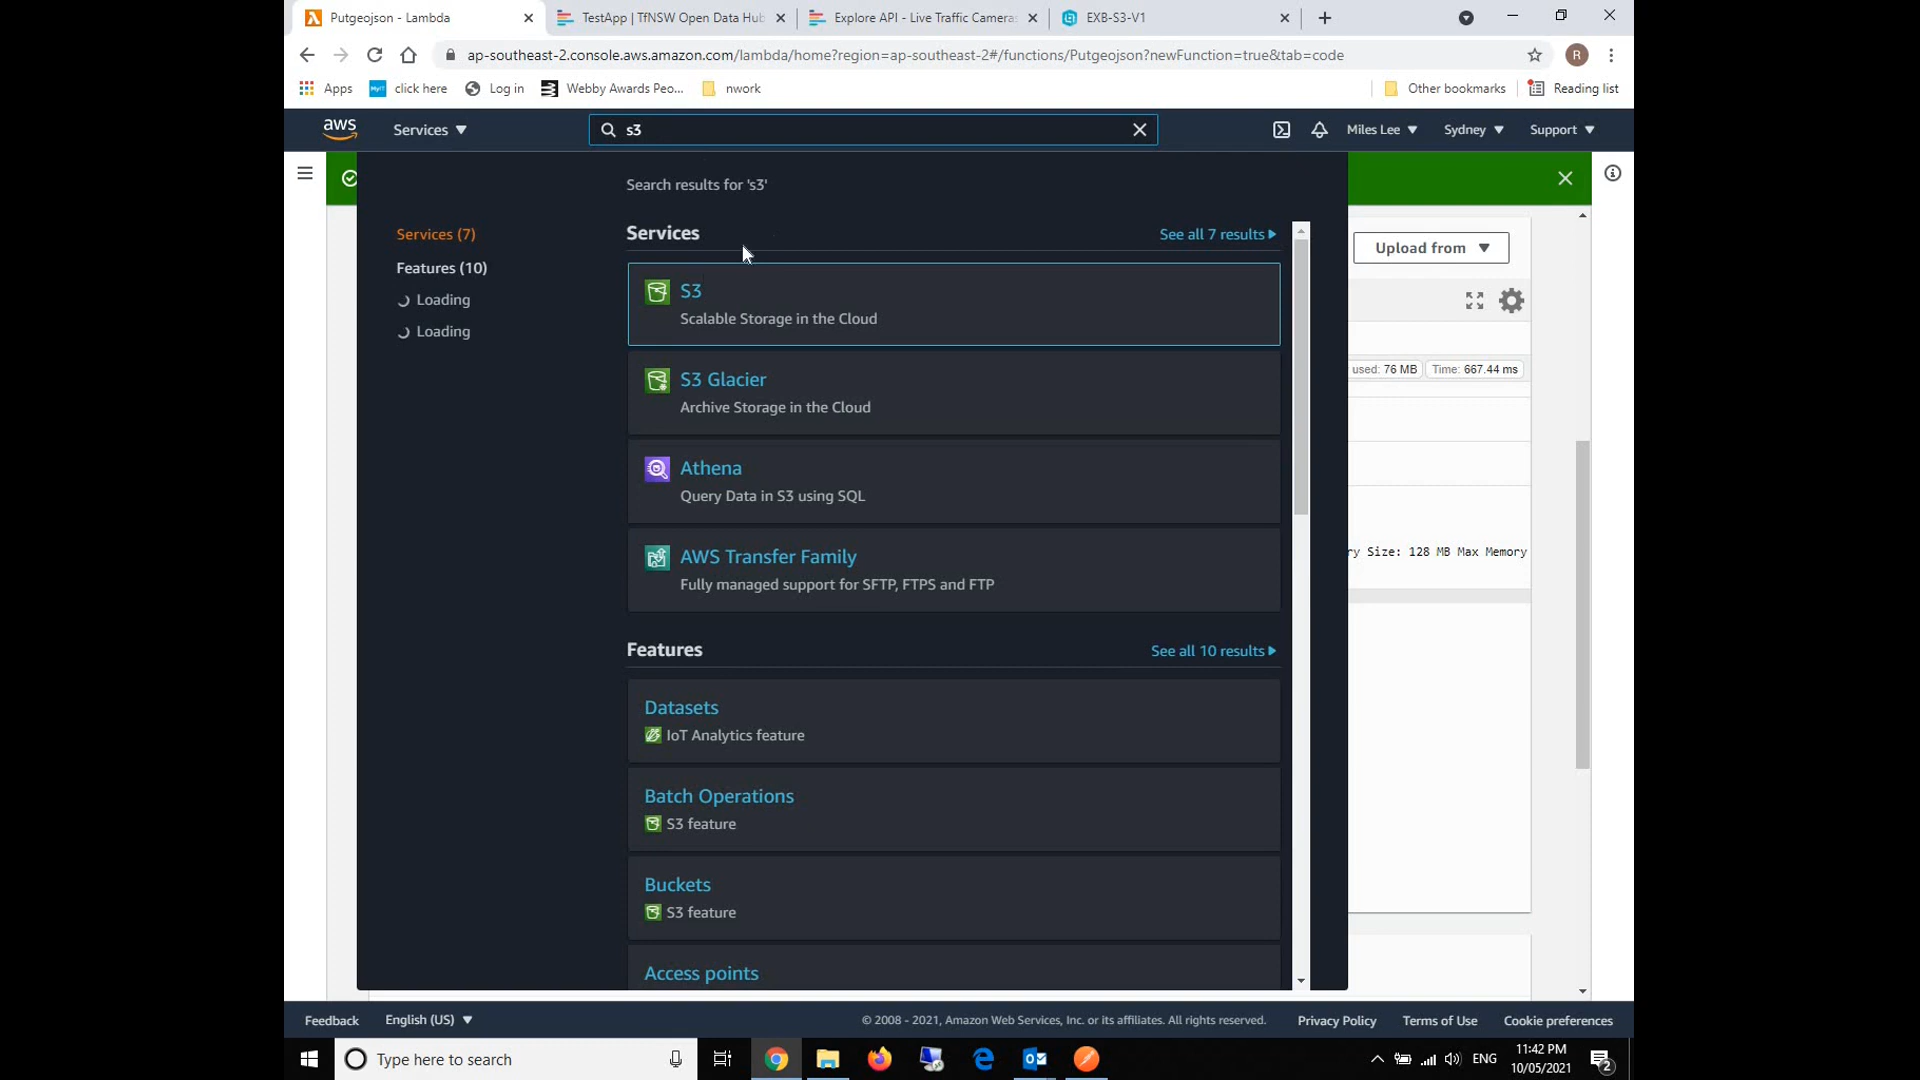 Putgeojson - Lambda
TestApp | TfNSW Open Data Hub
Explore API - Live Traffic Cameras
EXB-S3-V1
ap-southeast-2.console.aws.amazon.com/lambda/home?region=ap-southeast-2#/functions/Putgeojson?newFunction=true&tab=code
R
Apps
MyIT
click here
Log in
Webby Awards Peo...
nwork
Other bookmarks
Reading list
aws
Services
s3
Miles Lee
Sydney
Support
Search results for 's3'
Services (7)
Features (10)
Loading
Loading
Services
See all 7 results
S3
Scalable Storage in the Cloud
S3 Glacier
Archive Storage in the Cloud
Athena
Query Data in S3 using SQL
AWS Transfer Family
Fully managed support for SFTP, FTPS and FTP
Features
See all 10 results
Datasets
IoT Analytics feature
Batch Operations
S3 feature
Buckets
S3 feature
Access points
Upload from
used: 76 MB
Time: 667.44 ms
ry Size: 128 MB Max Memory
Feedback
English (US)
© 2008 - 2021, Amazon Web Services, Inc. or its affiliates. All rights reserved.
Privacy Policy
Terms of Use
Cookie preferences
Type here to search
ENG
11:42 PM
10/05/2021
2